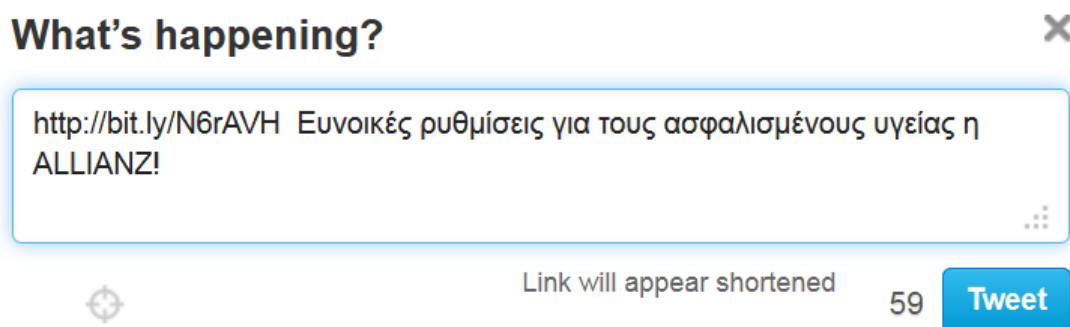 What's happening?
http://bit.ly/N6rAVH Ευνοικές ρυθμίσεις για τους ασφαλισμένους υγείας η
ALLIANZ!
Link will appear shortened
59 Tweet